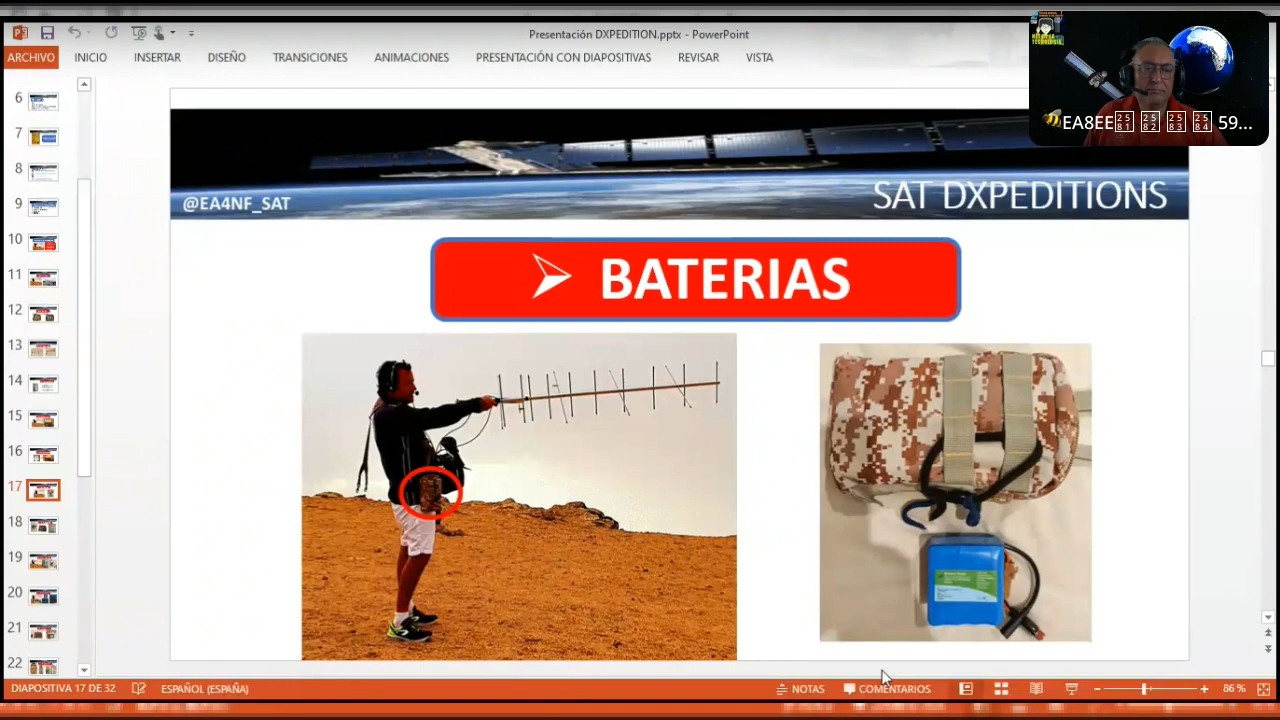 Presentación DXPEDITION.pptx - PowerPoint
ARCHIVO INICIO INSERTAR DISEÑO TRANSICIONES ANIMACIONES PRESENTACIÓN CON DIAPOSITIVAS REVISAR VISTA
EA8EE 59...
6
7
8
9
10
11
12
13
14
15
16
17
18
19
20
21
22
@EA4NF_SAT
SAT DXPEDITIONS
BATERIAS
DIAPOSITIVA 17 DE 32 ESPAÑOL (ESPAÑA) NOTAS COMENTARIOS 86 %